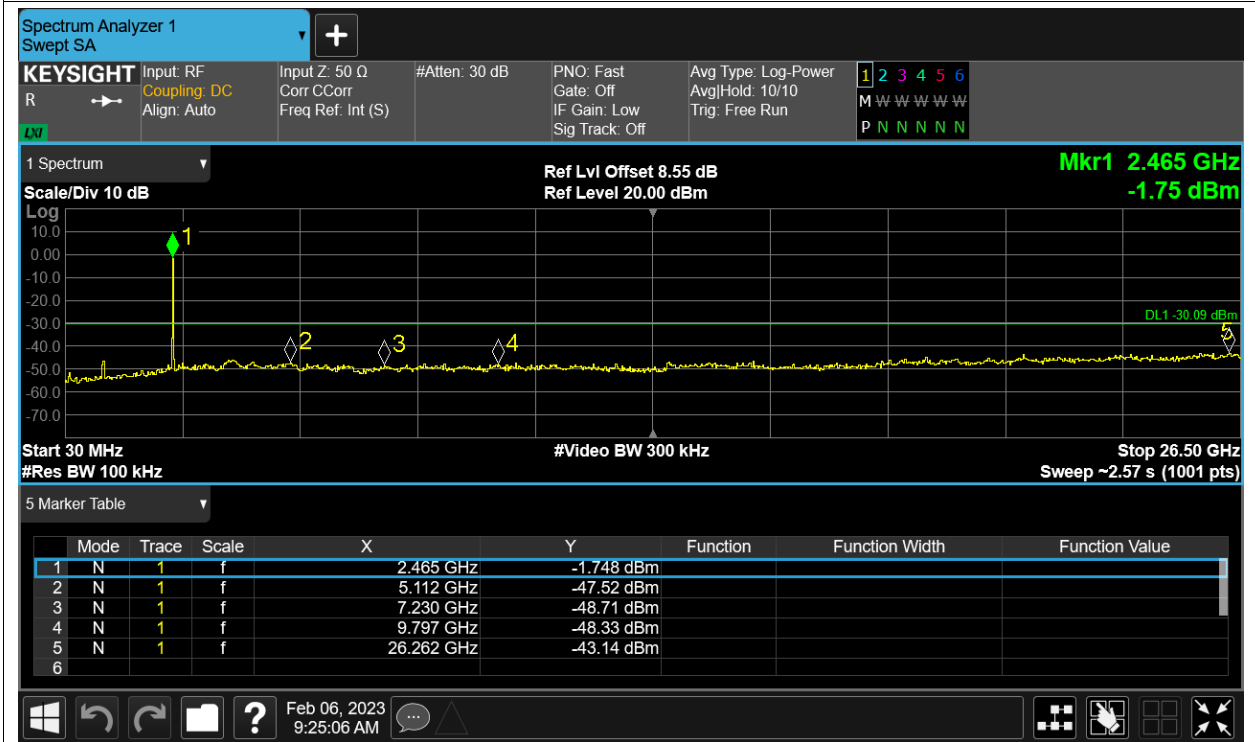 Spectrum Analyzer 1
Swept SA
+
KEYSIGHT
R
LXI
Input: RF
Coupling: DC
Align: Auto
Input Z: 50 Ω
Corr CCorr
Freq Ref: Int (S)
#Atten: 30 dB
PNO: Fast
Gate: Off
IF Gain: Low
Sig Track: Off
Avg Type: Log-Power
Avg|Hold: 10/10
Trig: Free Run
1 2 3 4 5 6
M W W W W W
P N N N N N
1 Spectrum
Scale/Div 10 dB
Ref Lvl Offset 8.55 dB
Ref Level 20.00 dBm
Mkr1 2.465 GHz
-1.75 dBm
Log
10.0
0.00
-10.0
-20.0
-30.0
-40.0
-50.0
-60.0
-70.0
1
2
3
4
5
DL1 -30.09 dBm
Start 30 MHz
#Video BW 300 kHz
Stop 26.50 GHz
#Res BW 100 kHz
Sweep ~2.57 s (1001 pts)
5 Marker Table
Mode Trace Scale X Y Function Function Width Function Value
1 N 1 f 2.465 GHz -1.748 dBm
2 N 1 f 5.112 GHz -47.52 dBm
3 N 1 f 7.230 GHz -48.71 dBm
4 N 1 f 9.797 GHz -48.33 dBm
5 N 1 f 26.262 GHz -43.14 dBm
6
?
Feb 06, 2023
9:25:06 AM